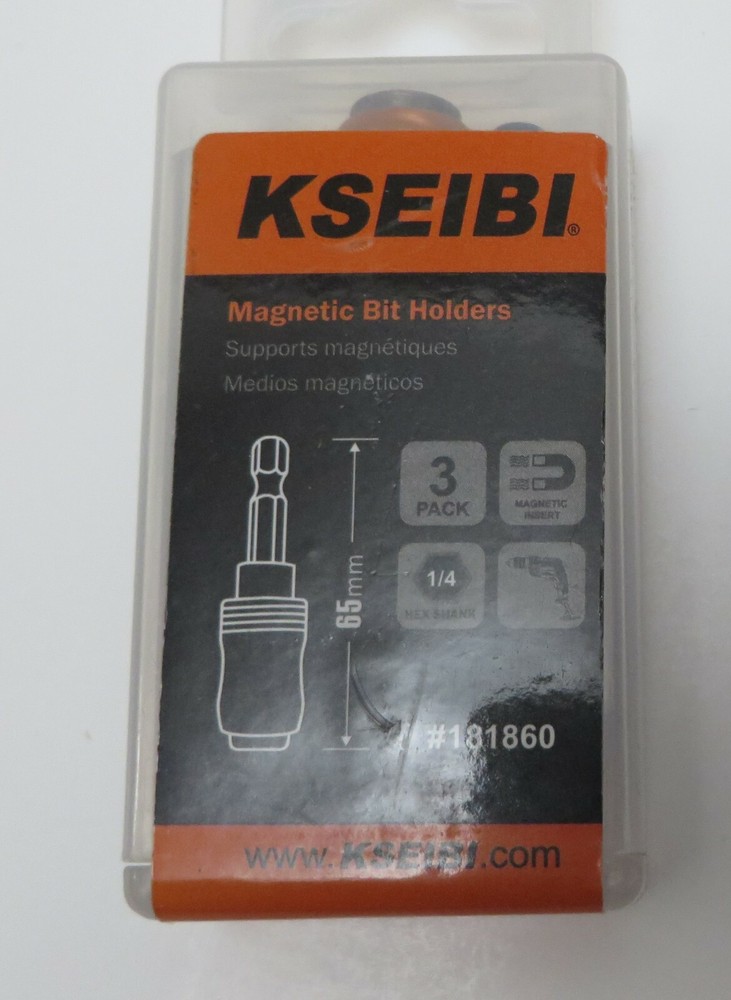 KSEIBI®
Magnetic Bit Holders
Supports magnétiques
Medios magnéticos
3
PACK
MAGNETIC
INSERT
65mm
1/4
HEX SHANK
#181860
www.KSEIBI.com